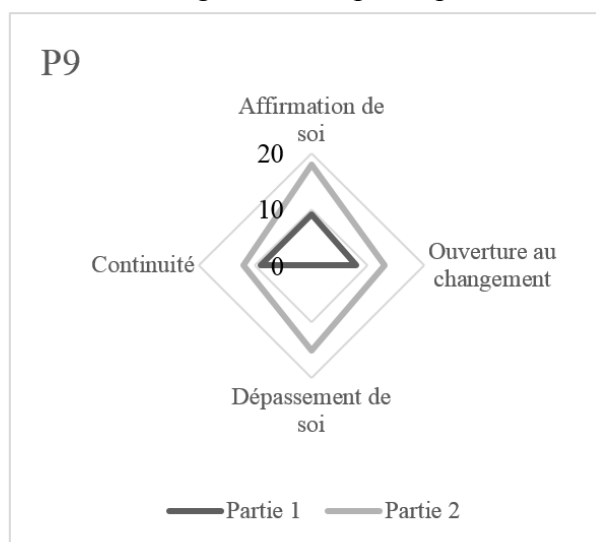 P9
Affirmation de
soi
20
10
Continuité
0
Ouverture au
changement
Dépassement de
soi
Partie 1
Partie 2